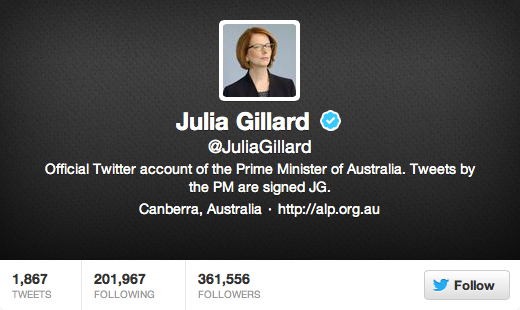 Julia Gillard
@JuliaGillard
Official Twitter account of the Prime Minister of Australia. Tweets by
the PM are signed JG.
Canberra, Australia · http://alp.org.au
1,867 201,967 361,556
TWEETS FOLLOWING FOLLOWERS
Follow